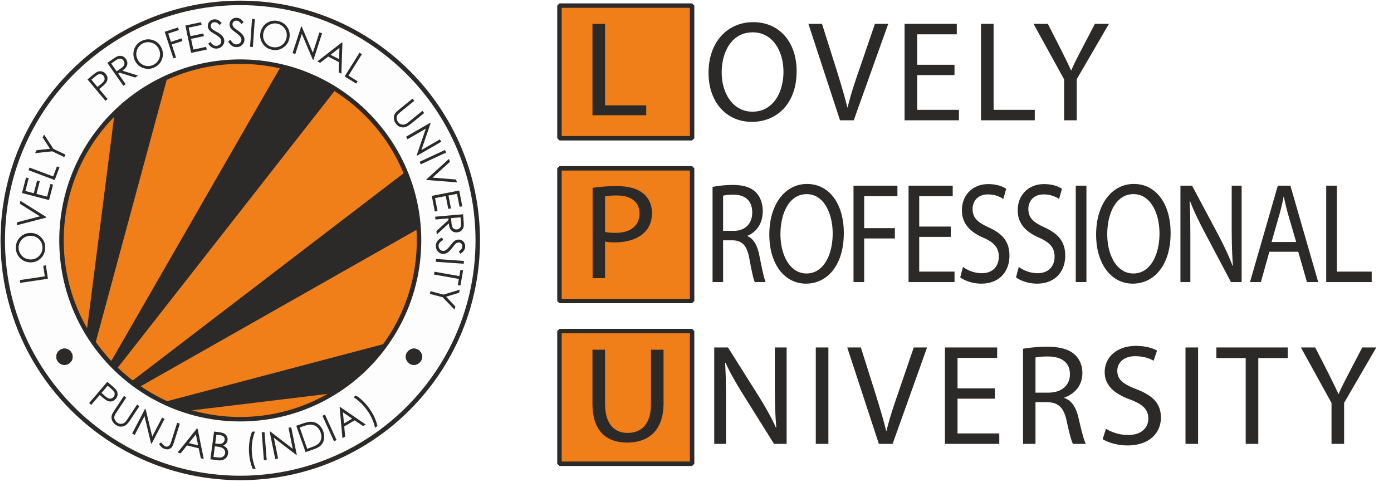 LOVELY PROFESSIONAL UNIVERSITY
PUNJAB (INDIA)
LOVELY
PROFESSIONAL
UNIVERSITY